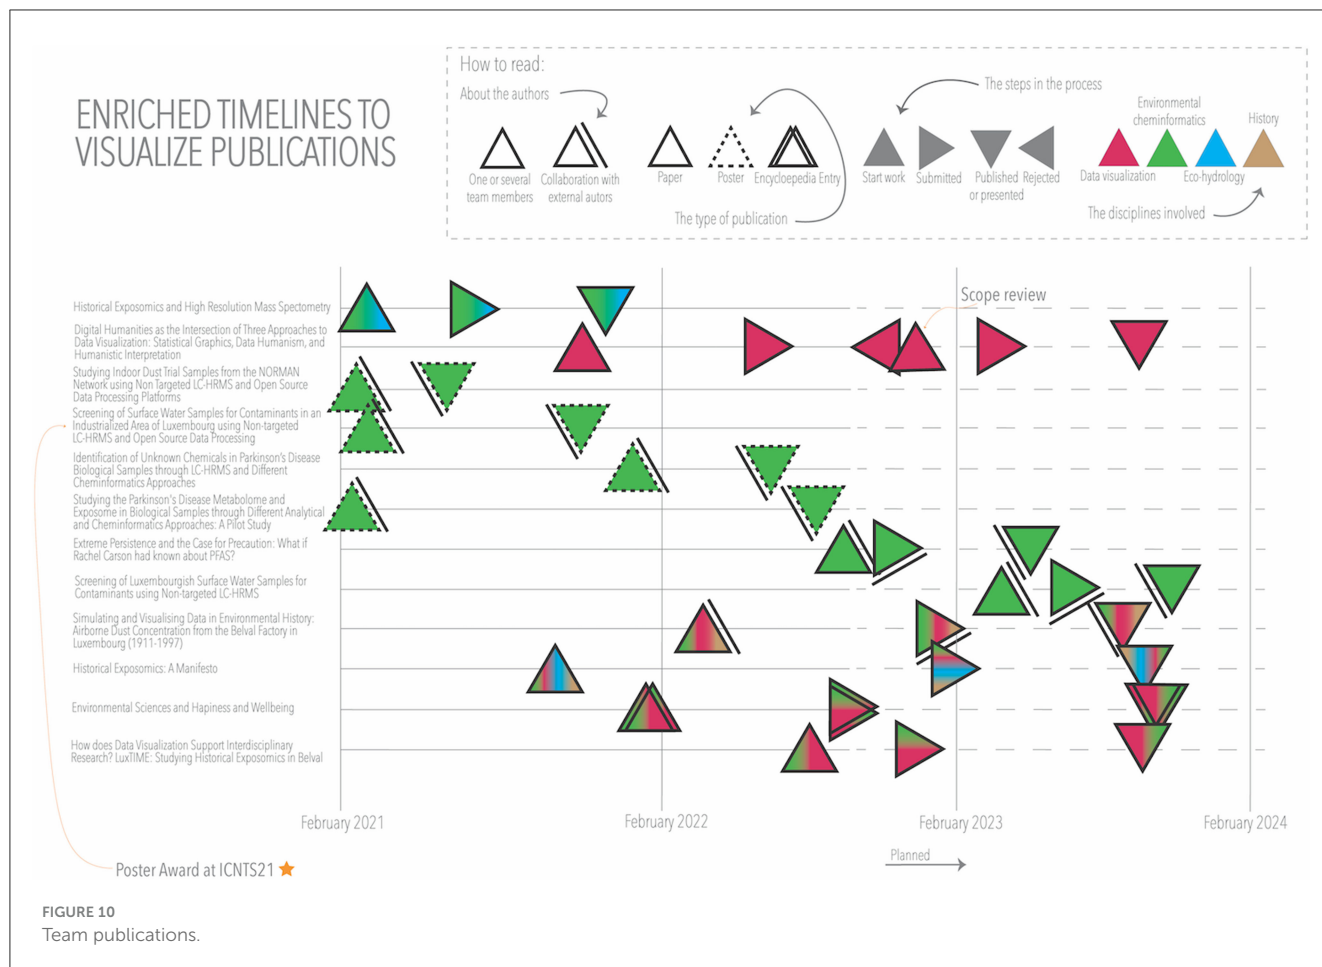 ENRICHED TIMELINES TO
VISUALIZE PUBLICATIONS
How to read:
About the authors
The steps in the process
Environmental
cheminformatics
History
One or several
team members
Collaboration with
external autors
Paper
Poster
Encycloepedia Entry
Start work
Submitted
Published
or presented
Rejected
Data visualization
Eco-hydrology
The type of publication
The disciplines involved
Scope review
Historical Exposomics and High Resolution Mass Spectometry
Digital Humanities as the Intersection of Three Approaches to
Data Visualization: Statistical Graphics, Data Humanism, and
Humanistic Interpretation
Studying Indoor Dust Trial Samples from the NORMAN
Network using Non Targeted LC-HRMS and Open Source
Data Processing Platforms
Screening of Surface Water Samples for Contaminants in an
Industrialized Area of Luxembourg using Non-targeted
LC-HRMS and Open Source Data Processing
Identification of Unknown Chemicals in Parkinson's Disease
Biological Samples through LC-HRMS and Different
Cheminformatics Approaches
Studying the Parkinson's Disease Metabolome and
Exposome in Biological Samples through Different Analytical
and Cheminformatics Approaches: A Pilot Study
Extreme Persistence and the Case for Precaution: What if
Rachel Carson had known about PFAS?
Screening of Luxembourgish Surface Water Samples for
Contaminants using Non-targeted LC-HRMS
Simulating and Visualising Data in Environmental History:
Airborne Dust Concentration from the Belval Factory in
Luxembourg (1911-1997)
Historical Exposomics: A Manifesto
Environmental Sciences and Hapiness and Wellbeing
How does Data Visualization Support Interdisciplinary
Research? LuxTIME: Studying Historical Exposomics in Belval
February 2021
February 2022
February 2023
February 2024
Planned
Poster Award at ICNTS21
FIGURE 10
Team publications.